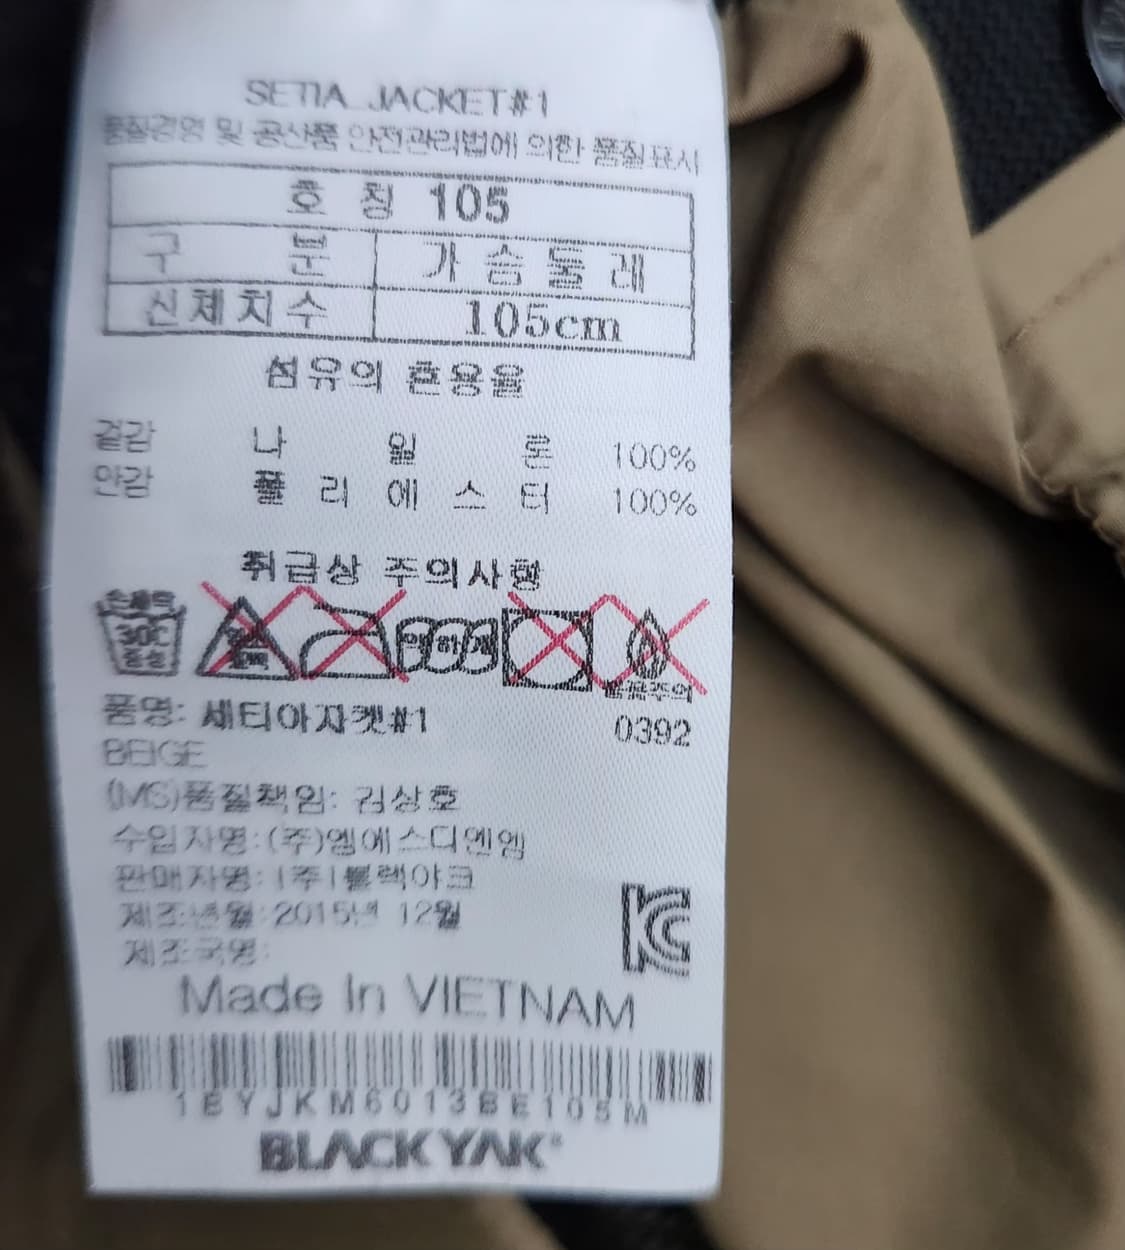 SETIA JACKET#1
품질경영 및 공산품 안전관리법에 의한 품질표시
호 칭 105
구 분 가슴둘레
신체치수 105cm
섬유의 혼용율
겉감 나 일 론 100%
안감 폴 리 에 스 터 100%
취급상 주의사항
손세탁
30℃
중성
불꽃주의
품명: 세티아자켓#1 0392
BEIGE
(MS)품질책임: 김상호
수입자명:(주)엠에스디엔엠
판매자명:(주)블랙야크
제조년월:2015년 12월
제조국명:
Made In VIETNAM
1BYJKM6013BE105M
BLACKYAK®